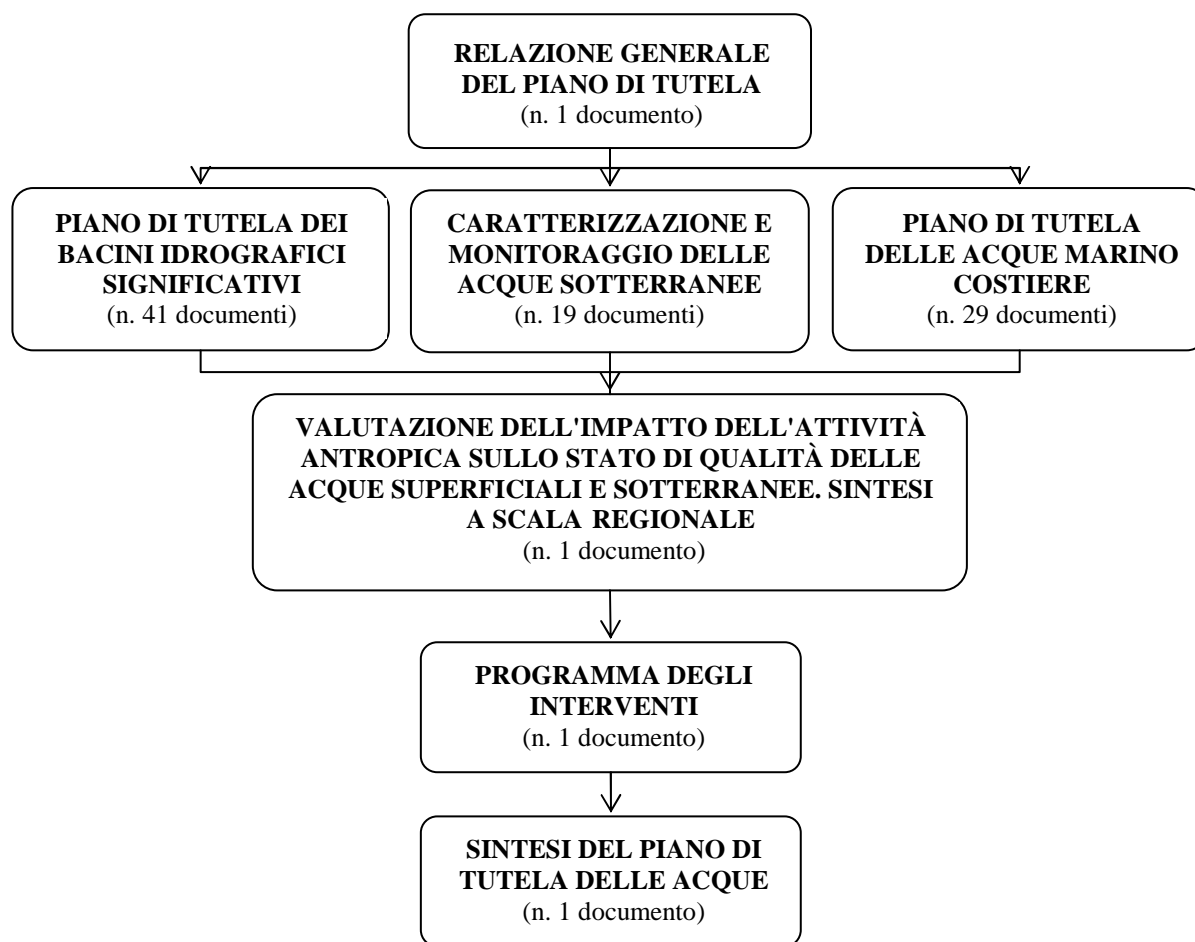 RELAZIONE GENERALE
DEL PIANO DI TUTELA
(n. 1 documento)
PIANO DI TUTELA DEI
BACINI IDROGRAFICI
SIGNIFICATIVI
(n. 41 documenti)
CARATTERIZZAZIONE E
MONITORAGGIO DELLE
ACQUE SOTTERRANEE
(n. 19 documenti)
PIANO DI TUTELA
DELLE ACQUE MARINO
COSTIERE
(n. 29 documenti)
VALUTAZIONE DELL'IMPATTO DELL'ATTIVITÀ
ANTROPICA SULLO STATO DI QUALITÀ DELLE
ACQUE SUPERFICIALI E SOTTERRANEE. SINTESI
A SCALA REGIONALE
(n. 1 documento)
PROGRAMMA DEGLI
INTERVENTI
(n. 1 documento)
SINTESI DEL PIANO DI
TUTELA DELLE ACQUE
(n. 1 documento)